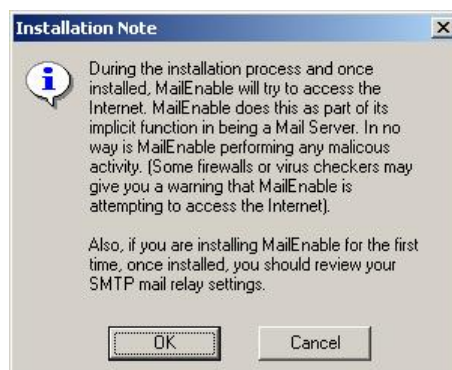 Installation Note
During the installation process and once
installed, MailEnable will try to access the
Internet. MailEnable does this as part of its
implicit function in being a Mail Server. In no
way is MailEnable performing any malicous
activity. (Some firewalls or virus checkers may
give you a warning that MailEnable is
attempting to access the Internet).
Also, if you are installing MailEnable for the first
time, once installed, you should review your
SMTP mail relay settings.
OK
Cancel